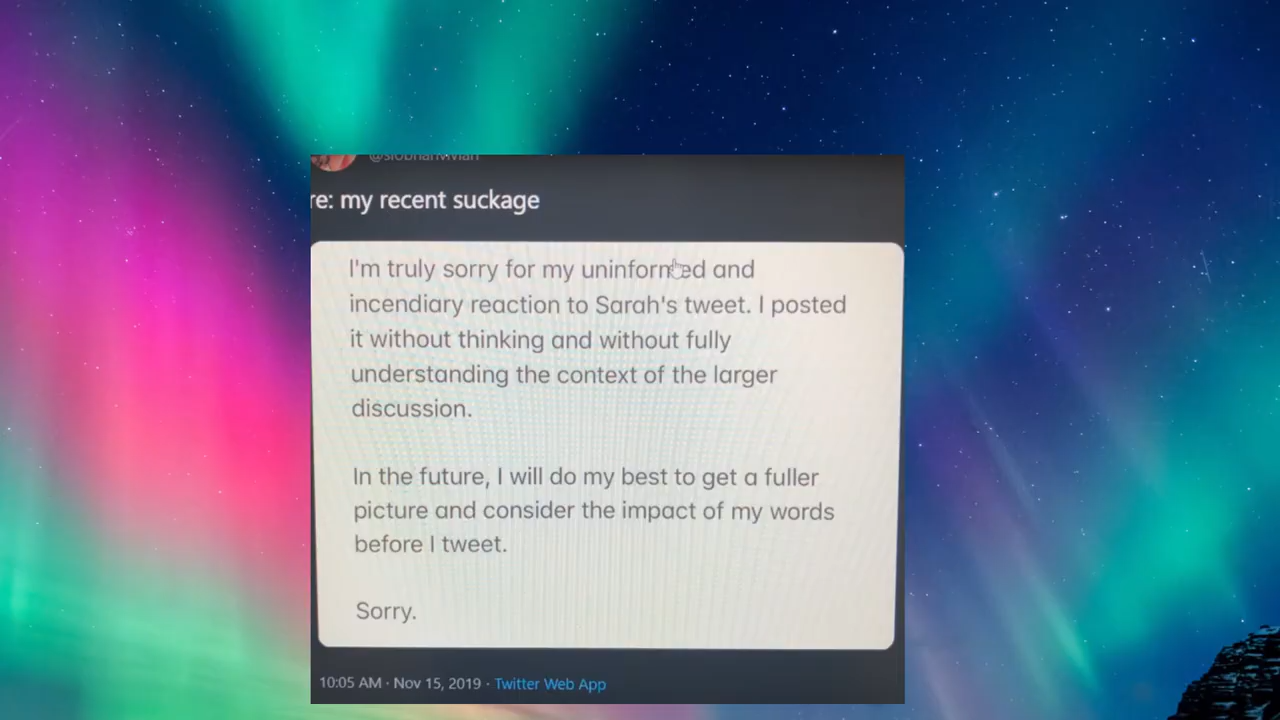 @siobhanvivian
re: my recent suckage
I'm truly sorry for my uninformed and
incendiary reaction to Sarah's tweet. I posted
it without thinking and without fully
understanding the context of the larger
discussion.
In the future, I will do my best to get a fuller
picture and consider the impact of my words
before I tweet.
Sorry.
10:05 AM · Nov 15, 2019 · Twitter Web App